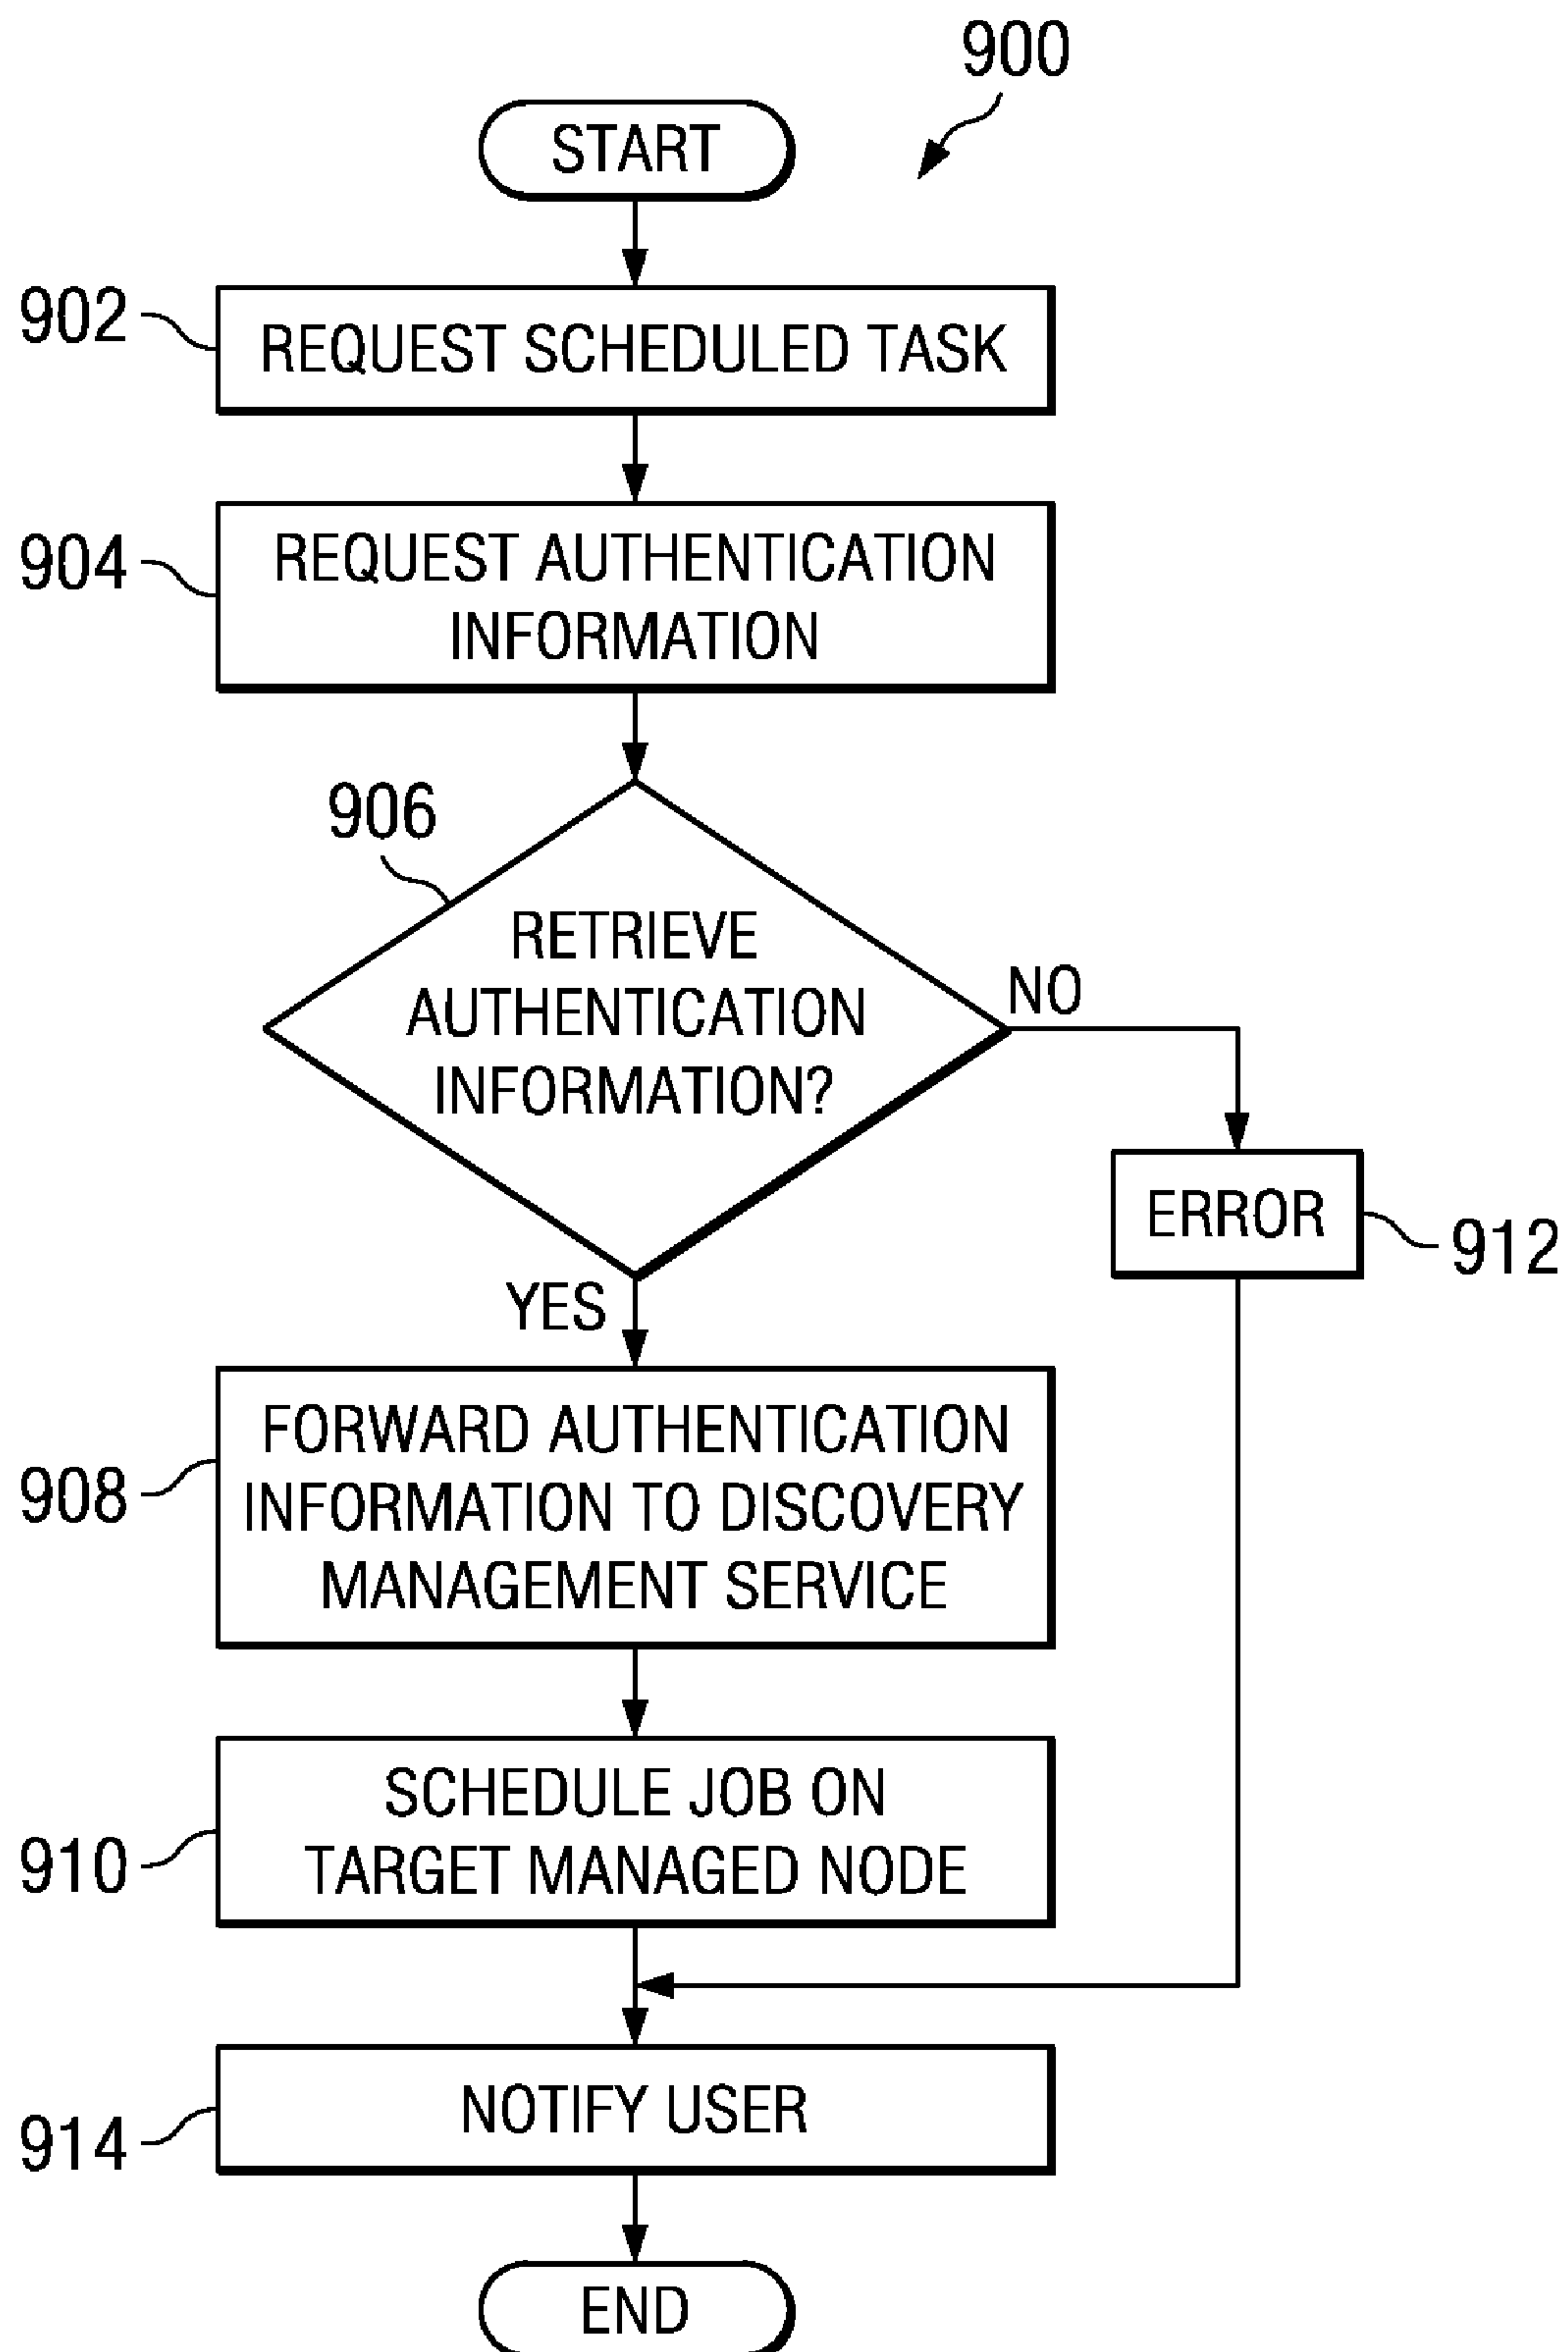 900
START
902
REQUEST SCHEDULED TASK
904
REQUEST AUTHENTICATION
INFORMATION
906
RETRIEVE
AUTHENTICATION
INFORMATION?
NO
ERROR
912
YES
908
FORWARD AUTHENTICATION
INFORMATION TO DISCOVERY
MANAGEMENT SERVICE
910
SCHEDULE JOB ON
TARGET MANAGED NODE
914
NOTIFY USER
END